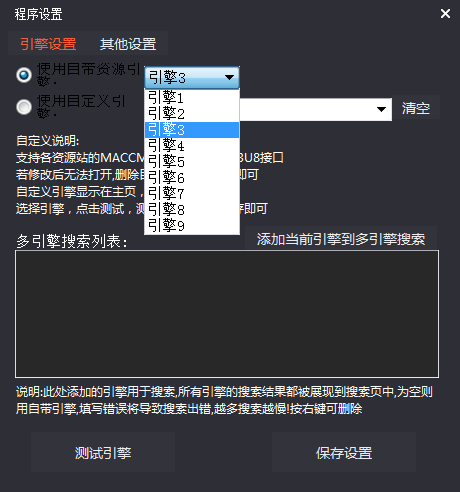 程序设置
引擎设置 其他设置
使用自带资源引擎： 引擎3
引擎1
使用自定义引擎： 引擎2 清空
引擎3
自定义说明: 引擎4
支持各资源站的MACCM 3U8接口
引擎5
若修改后无法打开,删除 即可
引擎6
自定义引擎显示在主页，
引擎7
选择引擎，点击测试，测 即可
引擎8
引擎9
多引擎搜索列表： 添加当前引擎到多引擎搜索
说明:此处添加的引擎用于搜索,所有引擎的搜索结果都被展现到搜索页中,为空则
用自带引擎,填写错误将导致搜索出错,越多搜索越慢!按右键可删除
测试引擎 保存设置